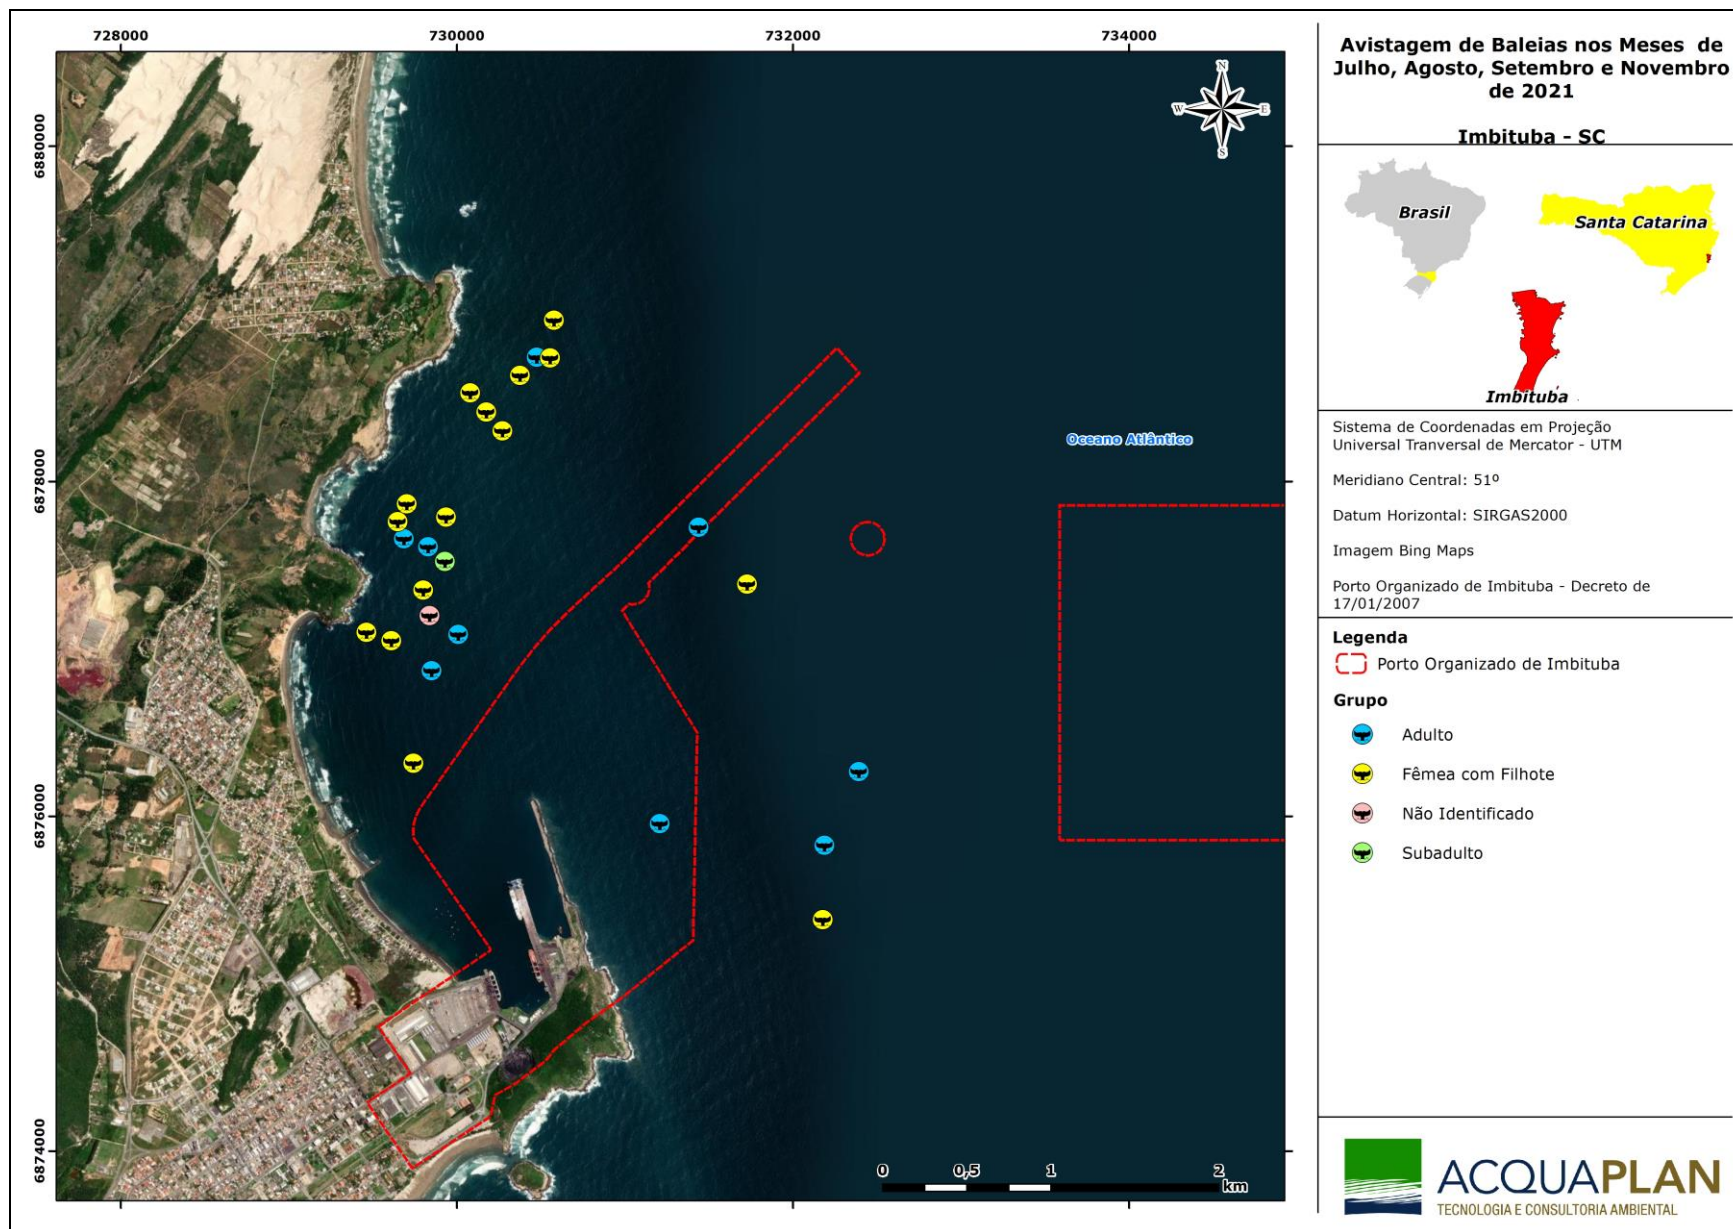 728000
730000
732000
734000
6880000
6878000
6876000
6874000
N
W
E
S
Oceano Atlântico
0
0,5
1
2
km
Avistagem de Baleias nos Meses de
Julho, Agosto, Setembro e Novembro
de 2021
Imbituba - SC
Brasil
Santa Catarina
Imbituba
Sistema de Coordenadas em Projeção
Universal Tranversal de Mercator - UTM
Meridiano Central: 51º
Datum Horizontal: SIRGAS2000
Imagem Bing Maps
Porto Organizado de Imbituba - Decreto de
17/01/2007
Legenda
Porto Organizado de Imbituba
Grupo
Adulto
Fêmea com Filhote
Não Identificado
Subadulto
ACQUAPLAN
TECNOLOGIA E CONSULTORIA AMBIENTAL